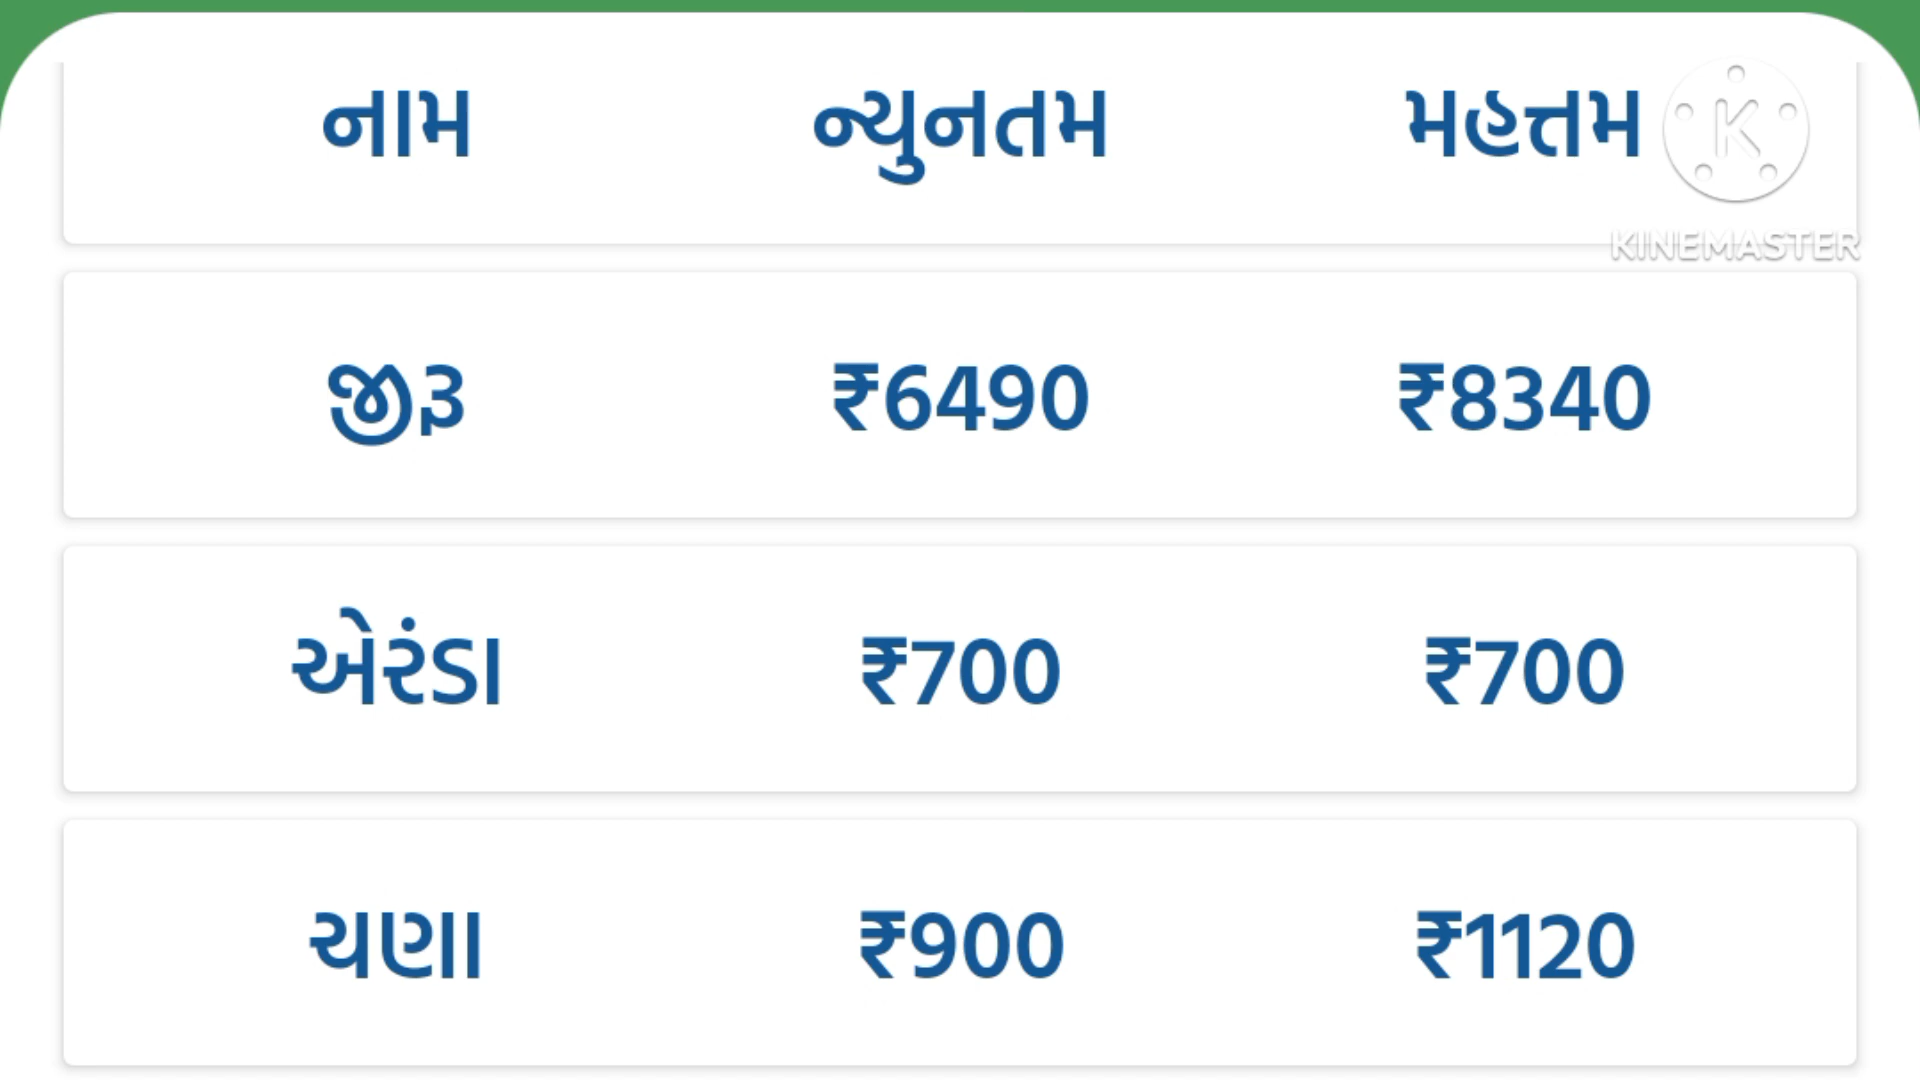 નામ ન્યુનતમ મહત્તમ
K
KINEMASTER
જીરૂ ₹6490 ₹8340
એરંડા ₹700 ₹700
ચણા ₹900 ₹1120